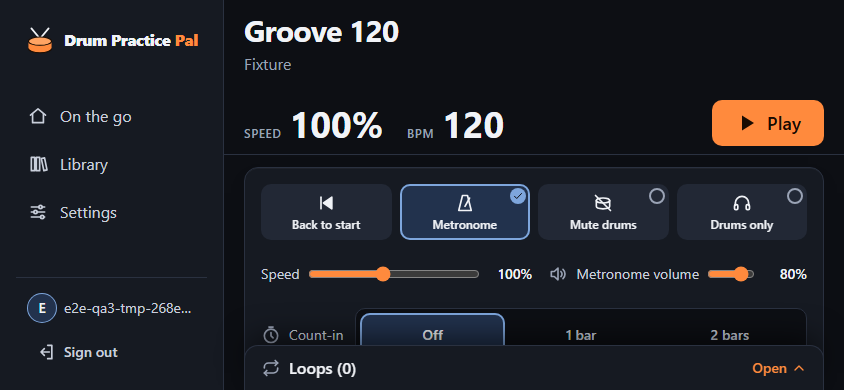 Drum Practice Pal
On the go
Library
Settings
E
e2e-qa3-tmp-268e...
Sign out
Groove 120
Fixture
SPEED 100% BPM 120
Play
Back to start
Metronome
Mute drums
Drums only
Speed 100%
Metronome volume 80%
Count-in Off 1 bar 2 bars
Loops (0) Open